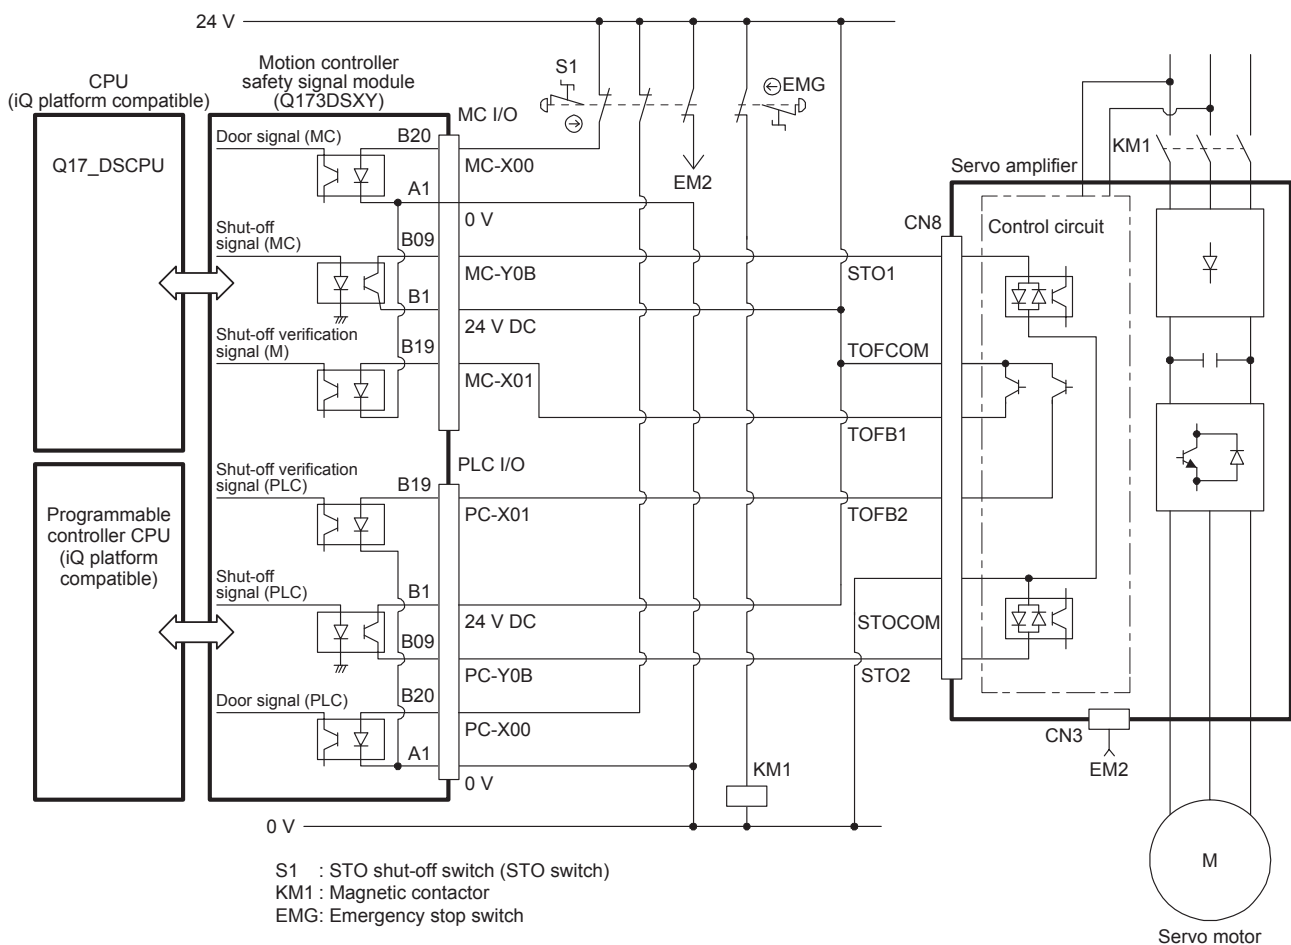 24 V
CPU
(iQ platform compatible)
Motion controller
safety signal module
(Q173DSXY)
S1
EMG
MC I/O
Door signal (MC)
B20
Q17_DSCPU
MC-X00
KM1
Servo amplifier
A1
EM2
0 V
CN8
Control circuit
Shut-off
signal (MC)
B09
MC-Y0B
STO1
B1
24 V DC
Shut-off verification
signal (M)
B19
TOFCOM
MC-X01
TOFB1
PLC I/O
Shut-off verification
signal (PLC)
B19
Programmable
controller CPU
(iQ platform
compatible)
PC-X01
TOFB2
Shut-off
signal (PLC)
B1
24 V DC
STOCOM
B09
PC-Y0B
STO2
Door signal (PLC)
B20
PC-X00
CN3
A1
KM1
EM2
0 V
0 V
M
S1 : STO shut-off switch (STO switch)
KM1 : Magnetic contactor
EMG: Emergency stop switch
Servo motor